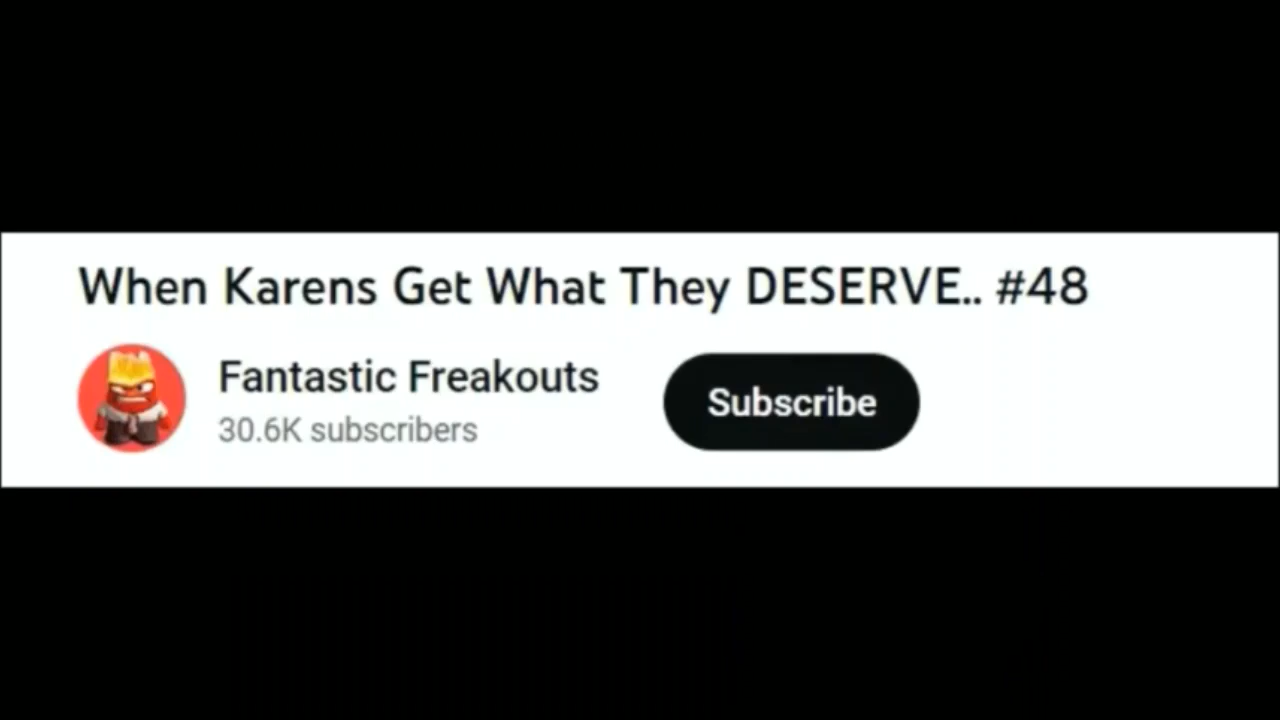 When Karens Get What They DESERVE.. #48
Fantastic Freakouts
30.6K subscribers
Subscribe